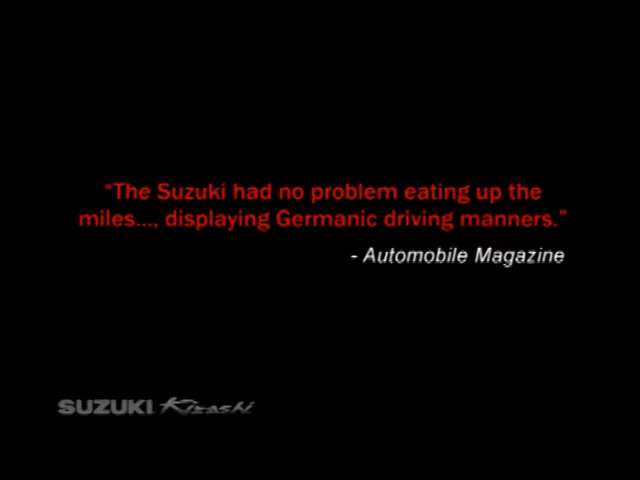 “The Suzuki had no problem eating up the
miles..., displaying Germanic driving manners.”
- Automobile Magazine
SUZUKI Kizashi